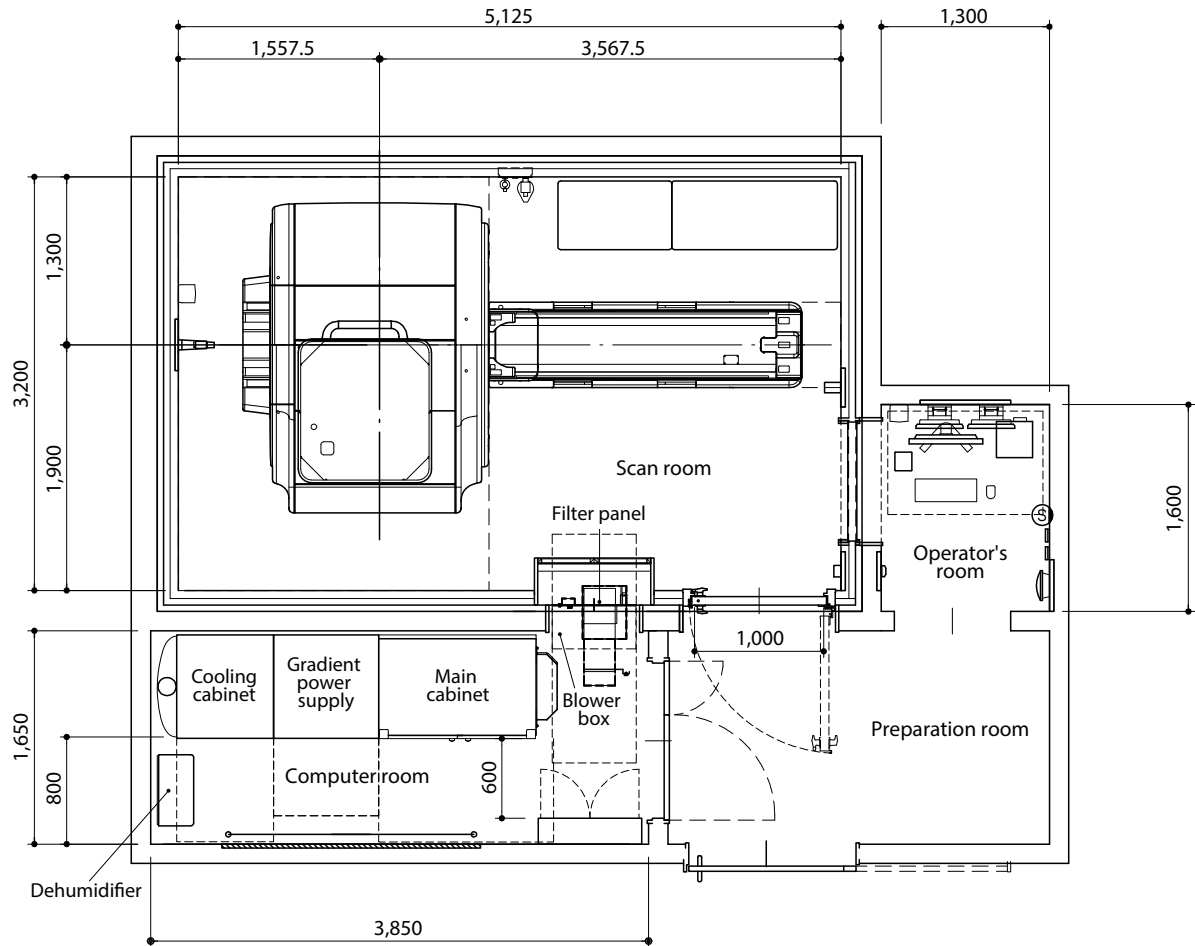 5,125
1,300
1,557.5
3,567.5
1,300
3,200
1,900
Scan room
Filter panel
S
1,600
Operator's
room
1,000
Cooling
cabinet
Gradient
power
supply
Main
cabinet
Blower
box
Preparation room
1,650
800
Computer room
600
Dehumidifier
3,850